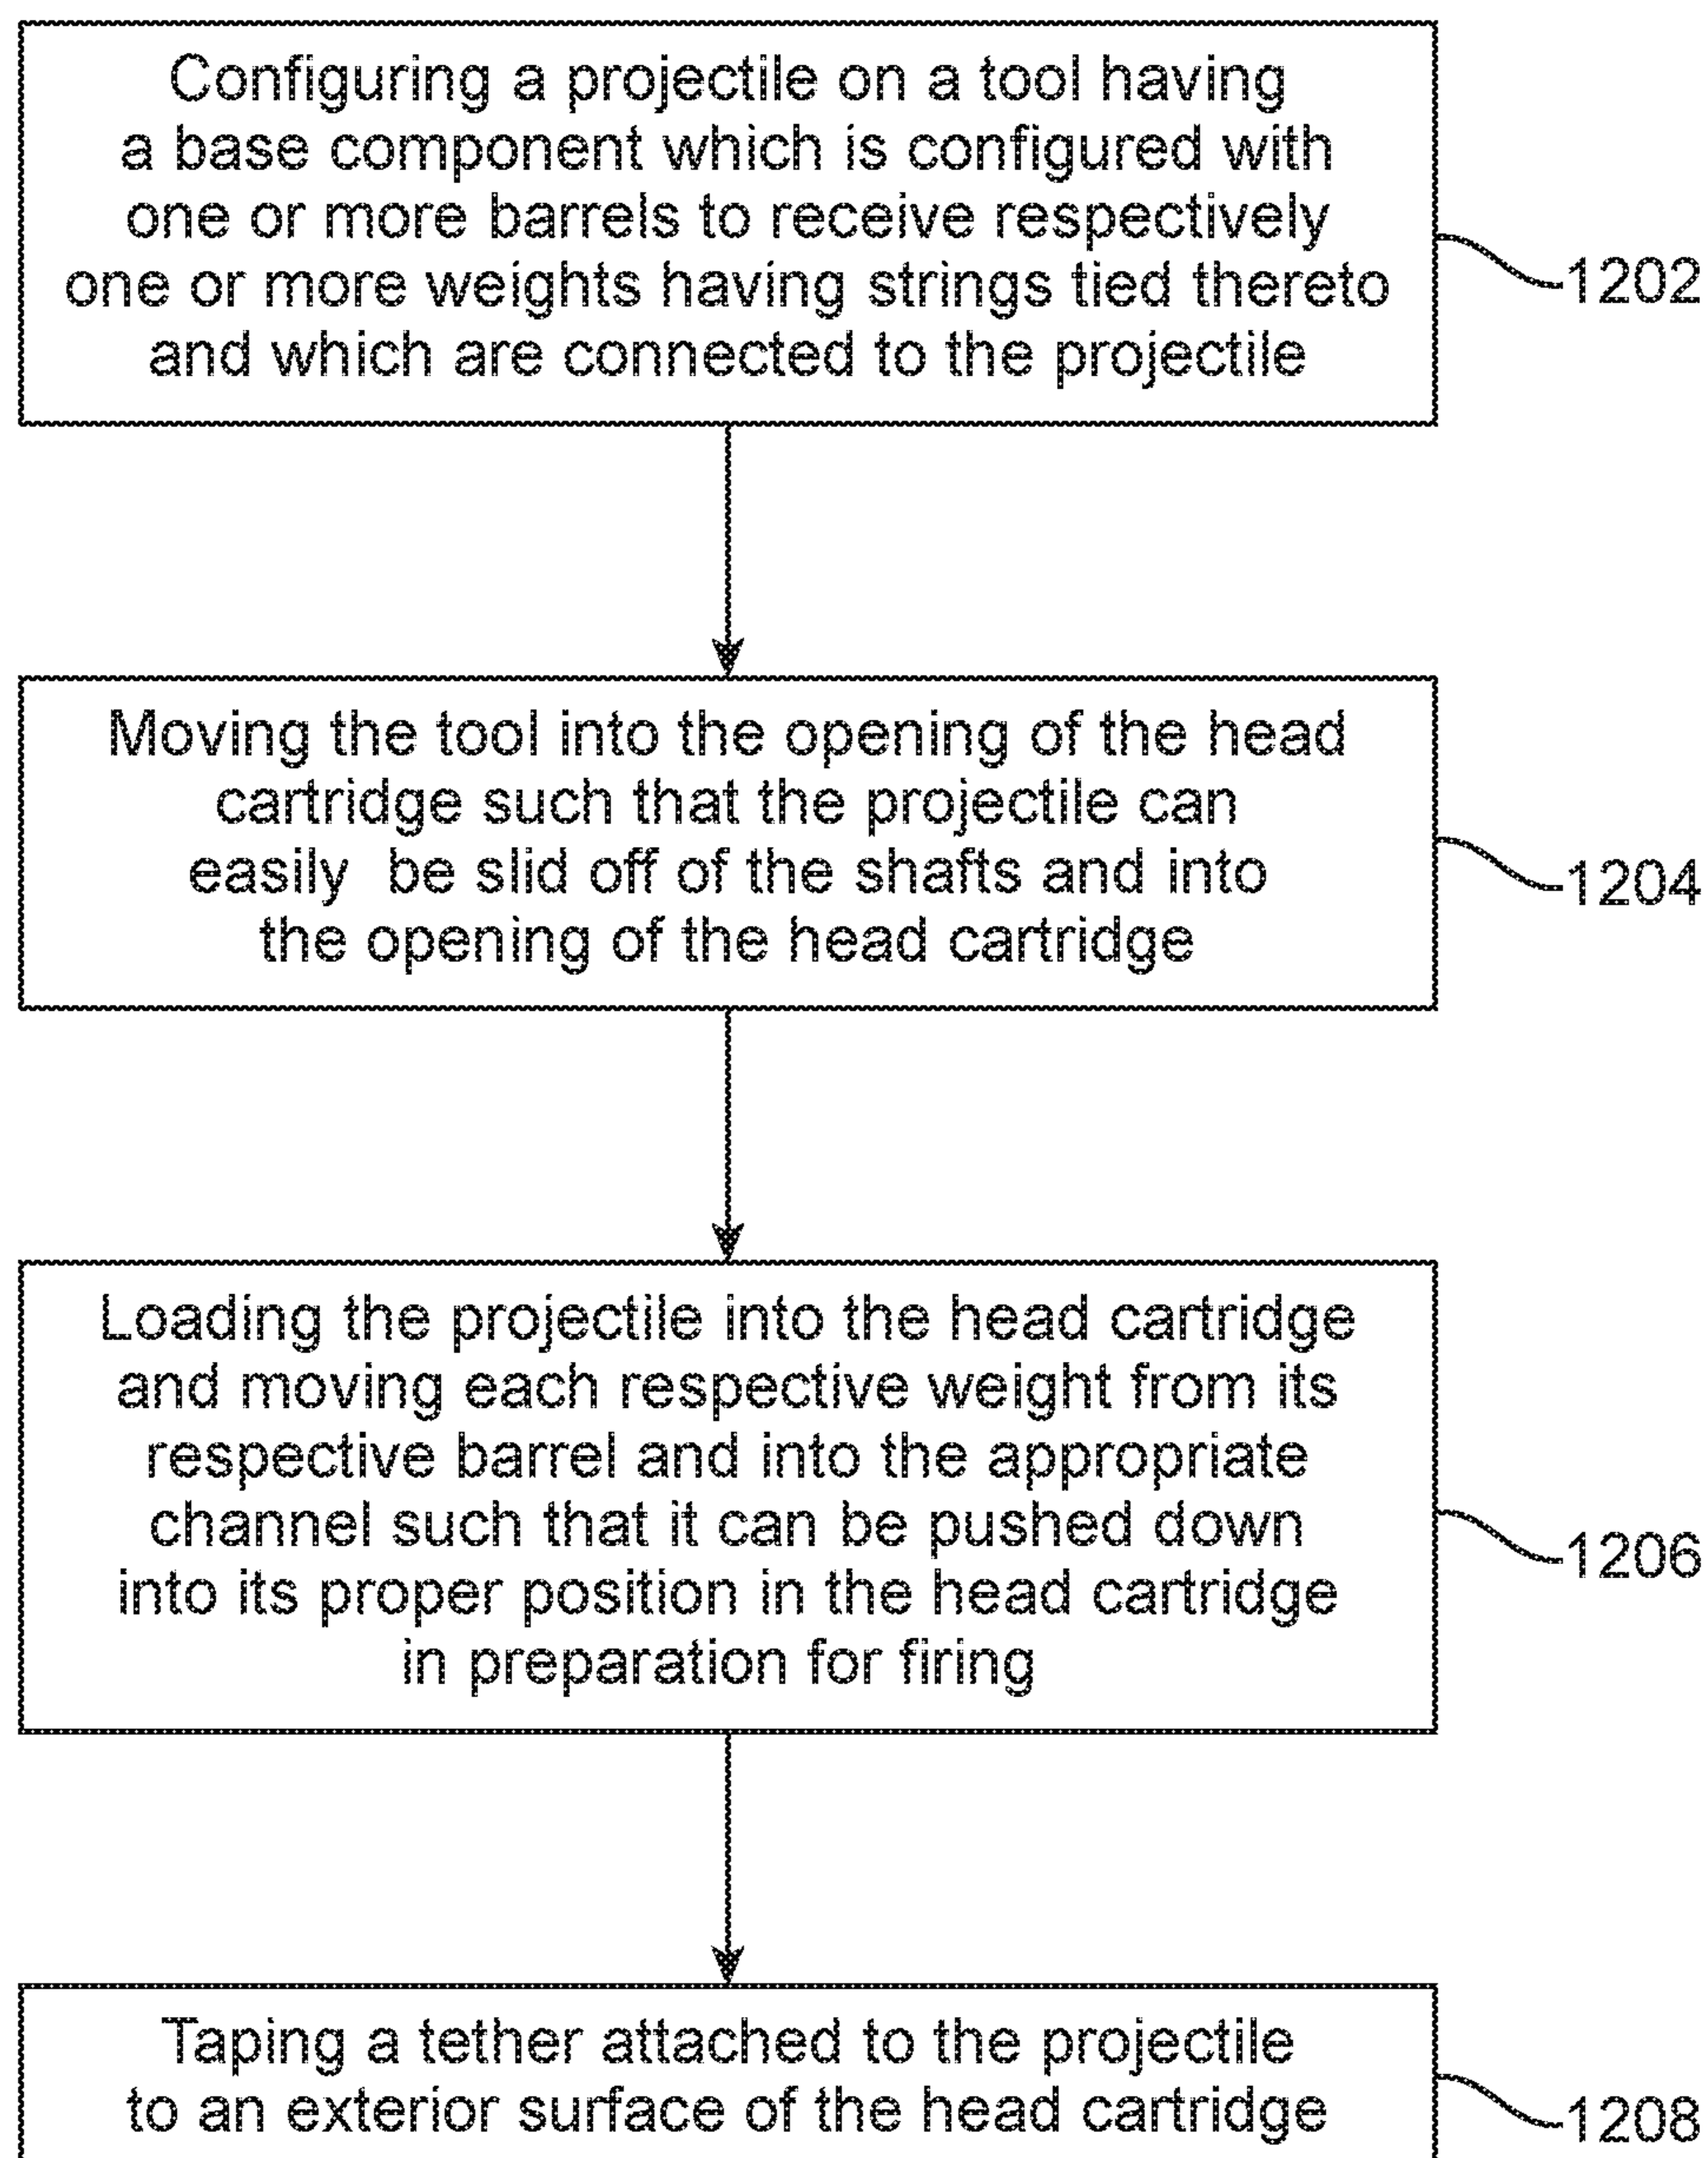 Configuring a projectile on a tool having
a base component which is configured with
one or more barrels to receive respectively
one or more weights having strings tied thereto
and which are connected to the projectile
1202
Moving the tool into the opening of the head
cartridge such that the projectile can
easily be slid off of the shafts and into
the opening of the head cartridge
1204
Loading the projectile into the head cartridge
and moving each respective weight from its
respective barrel and into the appropriate
channel such that it can be pushed down
into its proper position in the head cartridge
in preparation for firing
1206
Taping a tether attached to the projectile
to an exterior surface of the head cartridge
1208